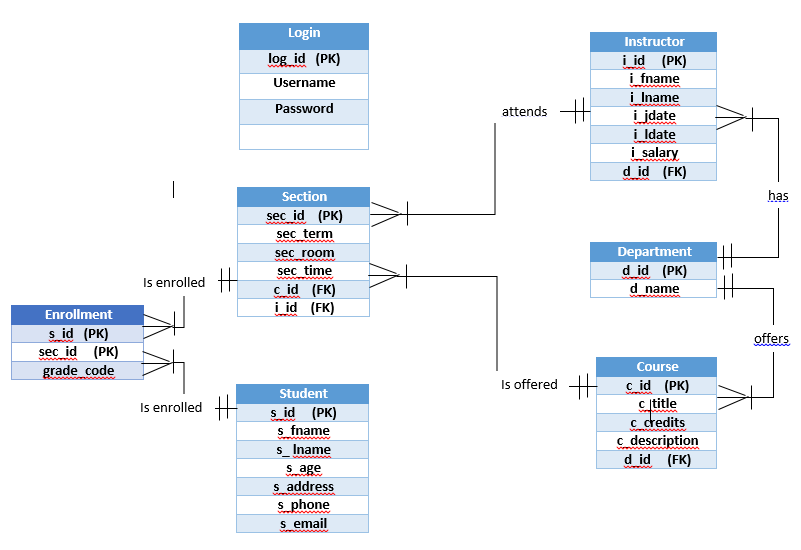 Login
log_id (PK)
Username
Password
Instructor
i_id (PK)
i_fname
i_lname
i_jdate
i_ldate
i_salary
d_id (FK)
attends
has
Section
sec_id (PK)
sec_term
sec_room
sec_time
c_id (FK)
i_id (FK)
Department
d_id (PK)
d_name
Is enrolled
Enrollment
s_id (PK)
sec_id (PK)
grade_code
offers
Is enrolled
Student
s_id (PK)
s_fname
s_ lname
s_age
s_address
s_phone
s_email
Is offered
Course
c_id (PK)
c_title
c_credits
c_description
d_id (FK)